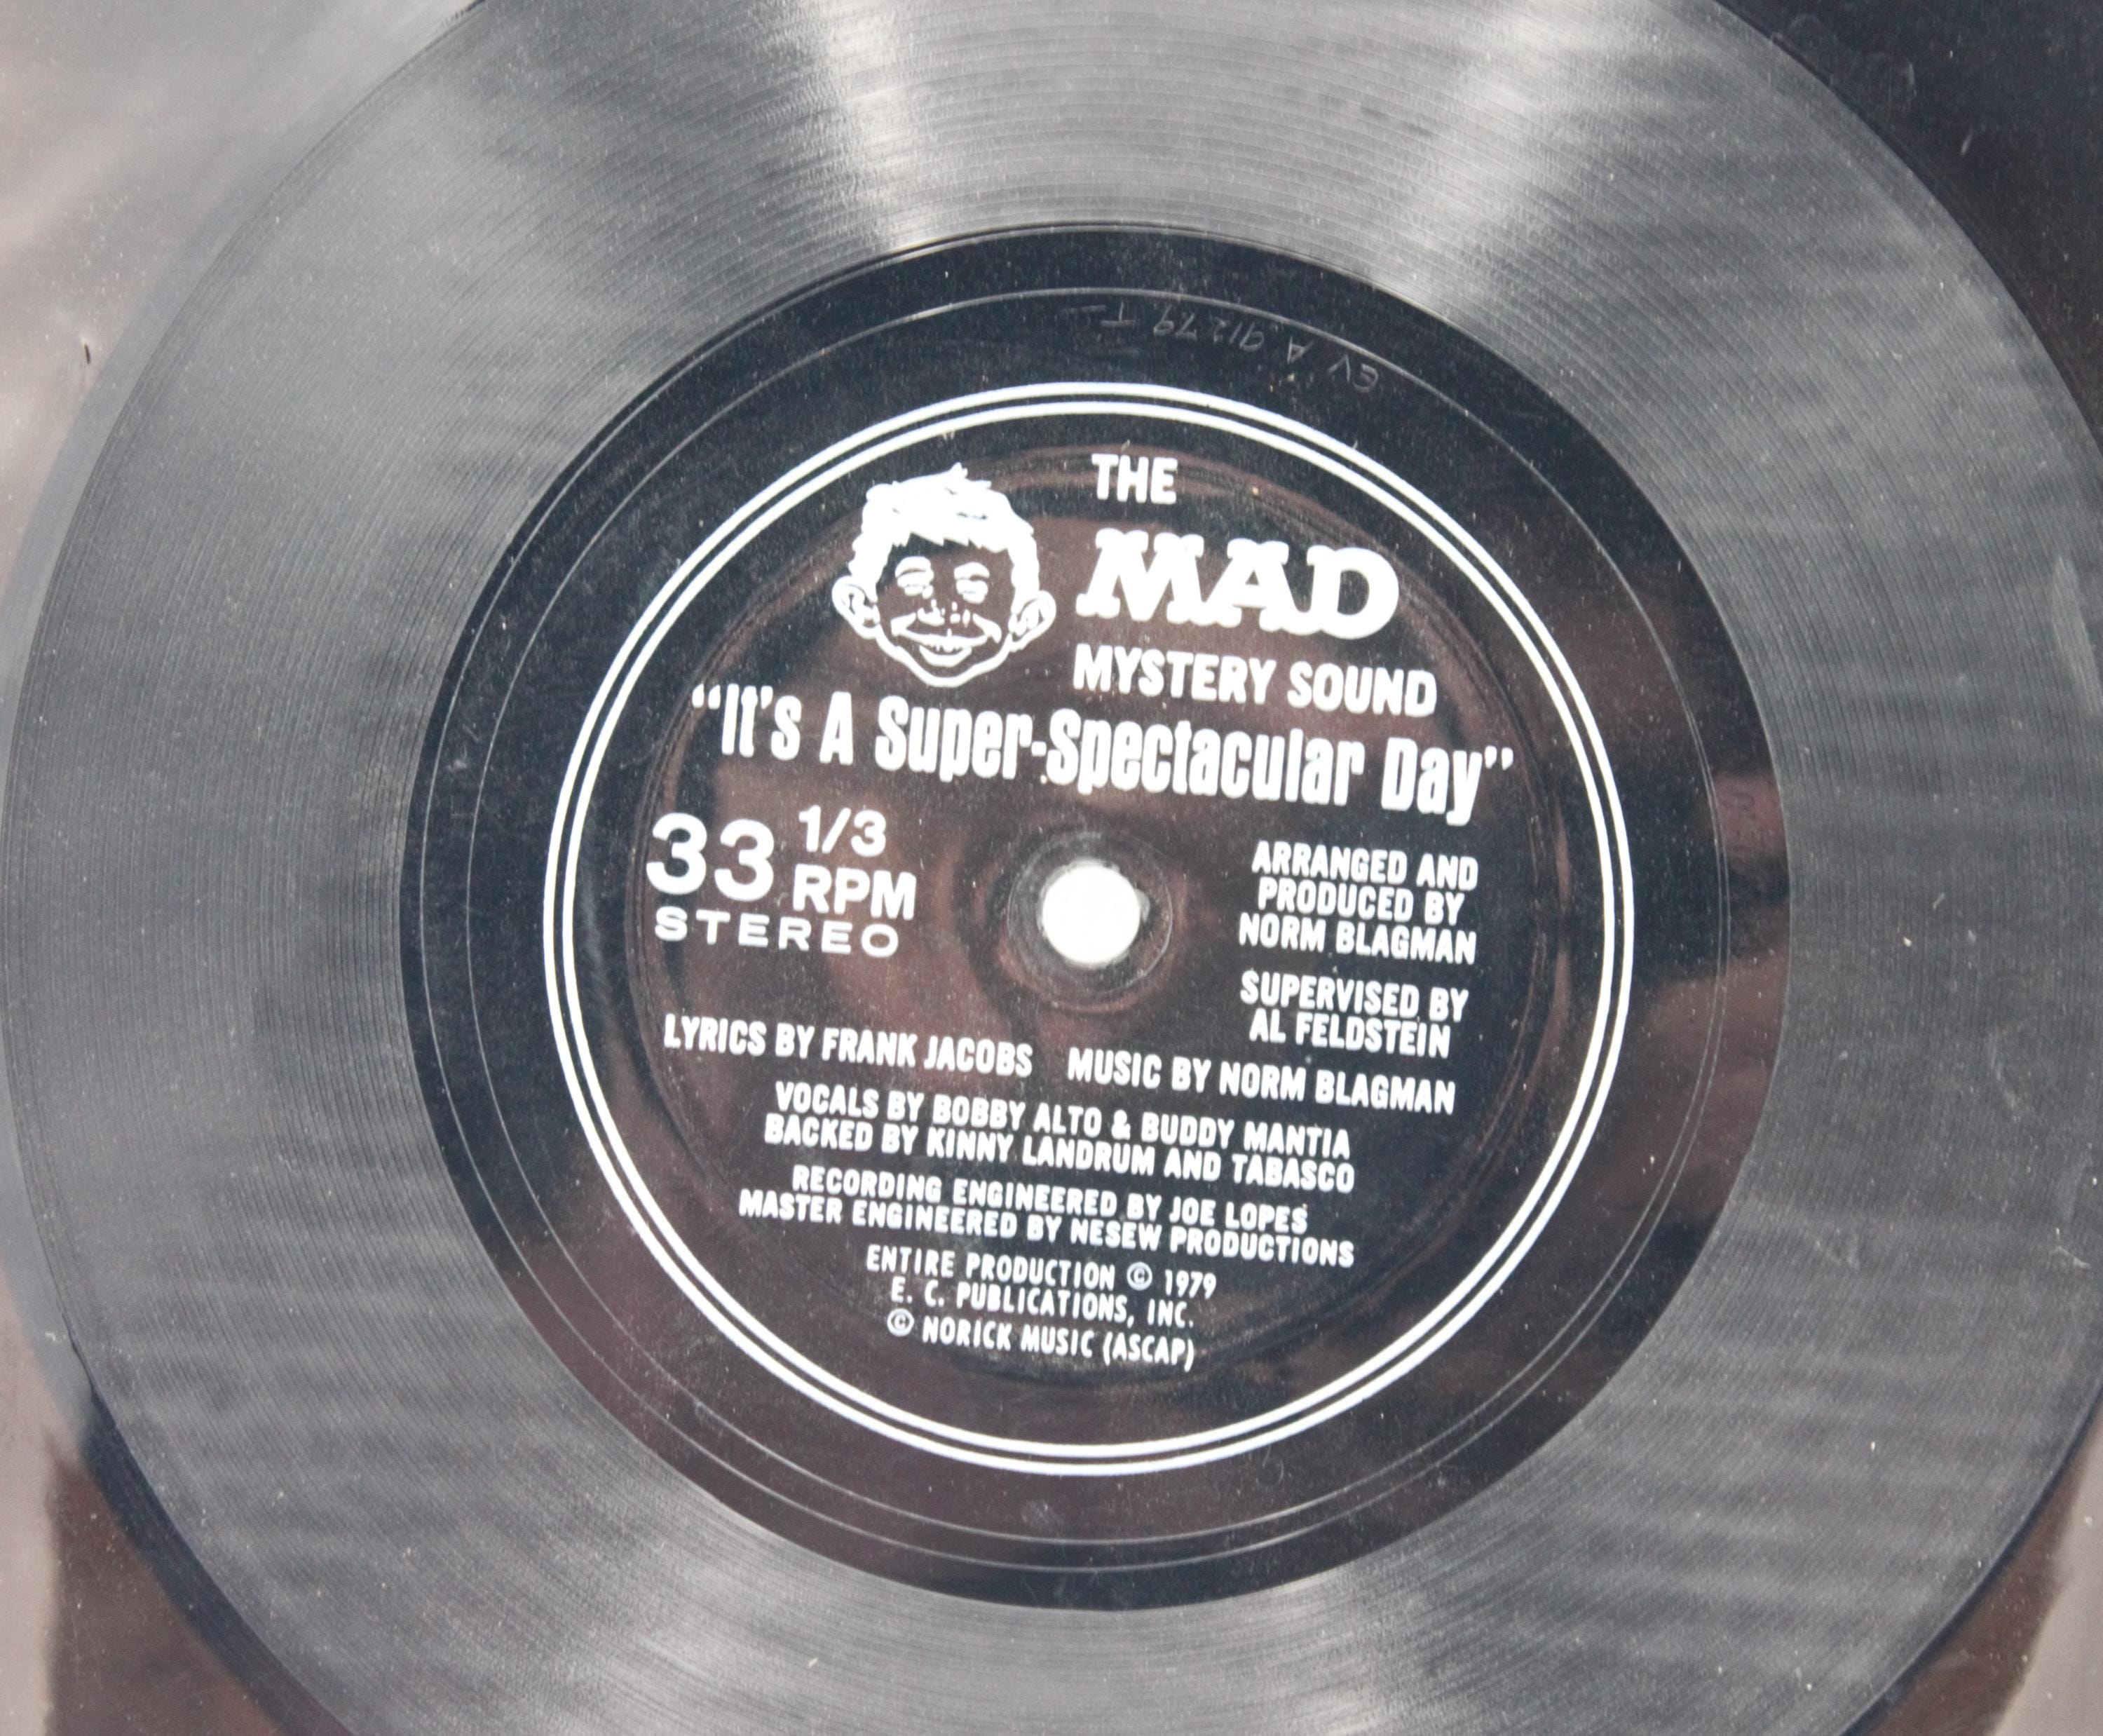 EV A 91279 T
THE
MAD
MYSTERY SOUND
“It's A Super-Spectacular Day”
33 1/3 RPM
STEREO
ARRANGED AND
PRODUCED BY
NORM BLAGMAN
SUPERVISED BY
AL FELDSTEIN
LYRICS BY FRANK JACOBS MUSIC BY NORM BLAGMAN
VOCALS BY BOBBY ALTO & BUDDY MANTIA
BACKED BY KINNY LANDRUM AND TABASCO
RECORDING ENGINEERED BY JOE LOPES
MASTER ENGINEERED BY NESEW PRODUCTIONS
ENTIRE PRODUCTION © 1979
E. C. PUBLICATIONS, INC.
© NORICK MUSIC (ASCAP)